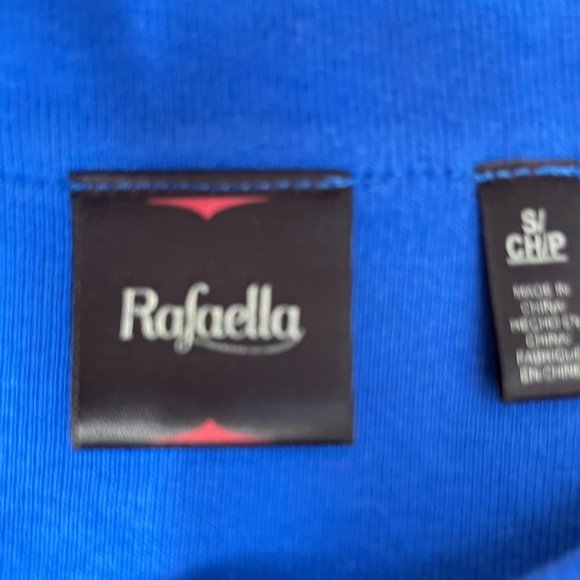 Rafaella
S/
CH/P
MADE IN
CHINA/
HECHO EN
CHINA/
FABRIQUÉ
EN CHINE